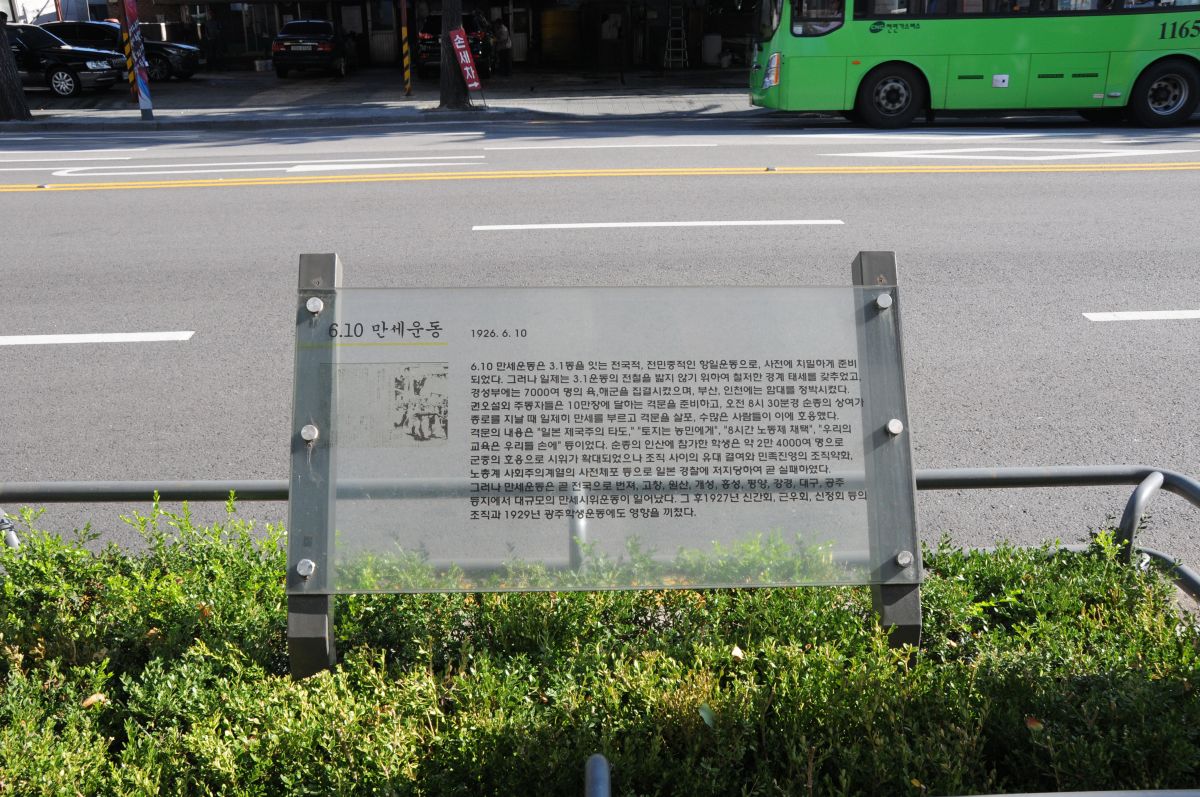 손세차
천연가스버스
1165
6.10 만세운동
1926. 6. 10
6.10 만세운동은 3.1동을 잇는 전국적, 전민중적인 항일운동으로, 사전에 치밀하게 준비
되었다. 그러나 일제는 3.1운동의 전철을 밟지 않기 위하여 철저한 경계 태세를 갖추었고,
경성부에는 7000여 명의 육,해군을 집결시켰으며, 부산, 인천에는 함대를 정박시켰다.
권오설외 주동자들은 10만장에 달하는 격문을 준비하고, 오전 8시 30분경 순종의 상여가
종로를 지날 때 일제히 만세를 부르고 격문을 살포, 수많은 사람들이 이에 호응했다.
격문의 내용은 "일본 제국주의 타도," "토지는 농민에게", "8시간 노동제 채택", "우리의
교육은 우리들 손에" 등이었다. 순종의 인산에 참가한 학생은 약 2만 4000여 명으로
군중의 호응으로 시위가 확대되었으나 조직 사이의 유대 결여와 민족진영의 조직약화,
노총계 사회주의계열의 사전체포 등으로 일본 경찰에 저지당하여 곧 실패하였다.
그러나 만세운동은 곧 전국으로 번져, 고창, 원산, 개성, 홍성, 평양, 강경, 대구, 공주
등지에서 대규모의 만세시위운동이 일어났다. 그 후1927년 신간회, 근우회, 신정회 등의
조직과 1929년 광주학생운동에도 영향을 끼쳤다.